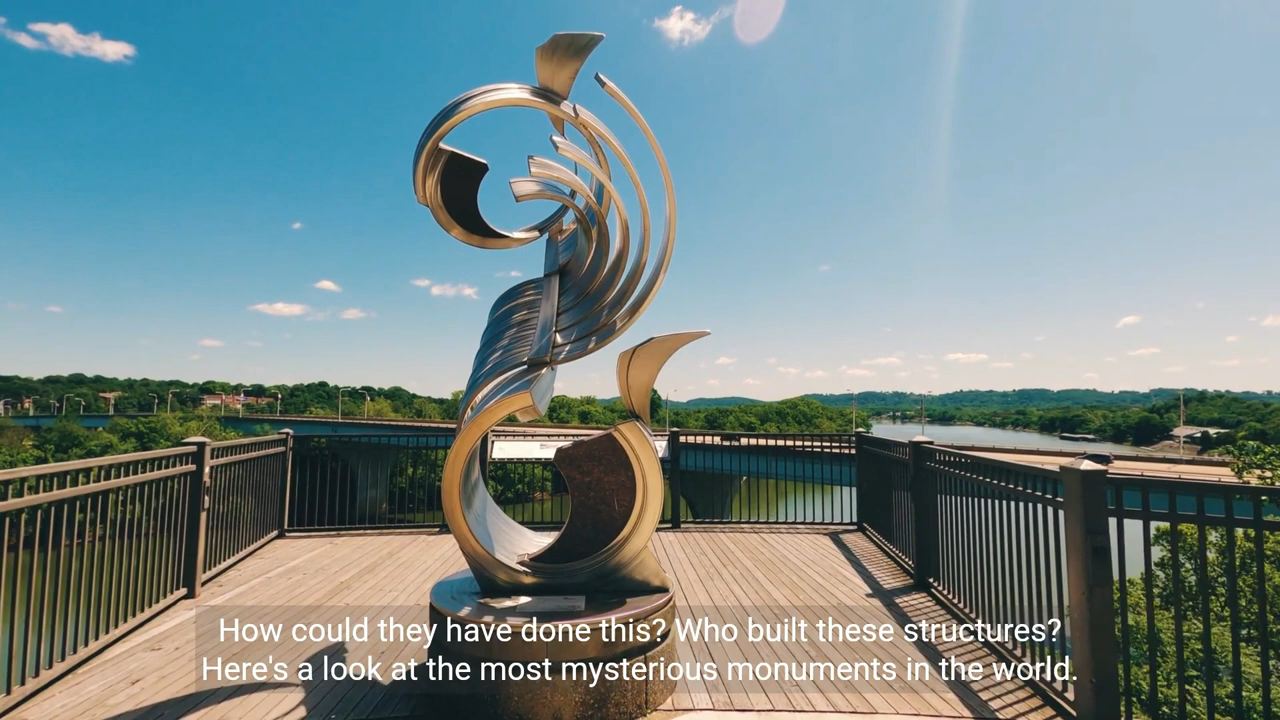 How could they have done this? Who built these structures?
Here's a look at the most mysterious monuments in the world.